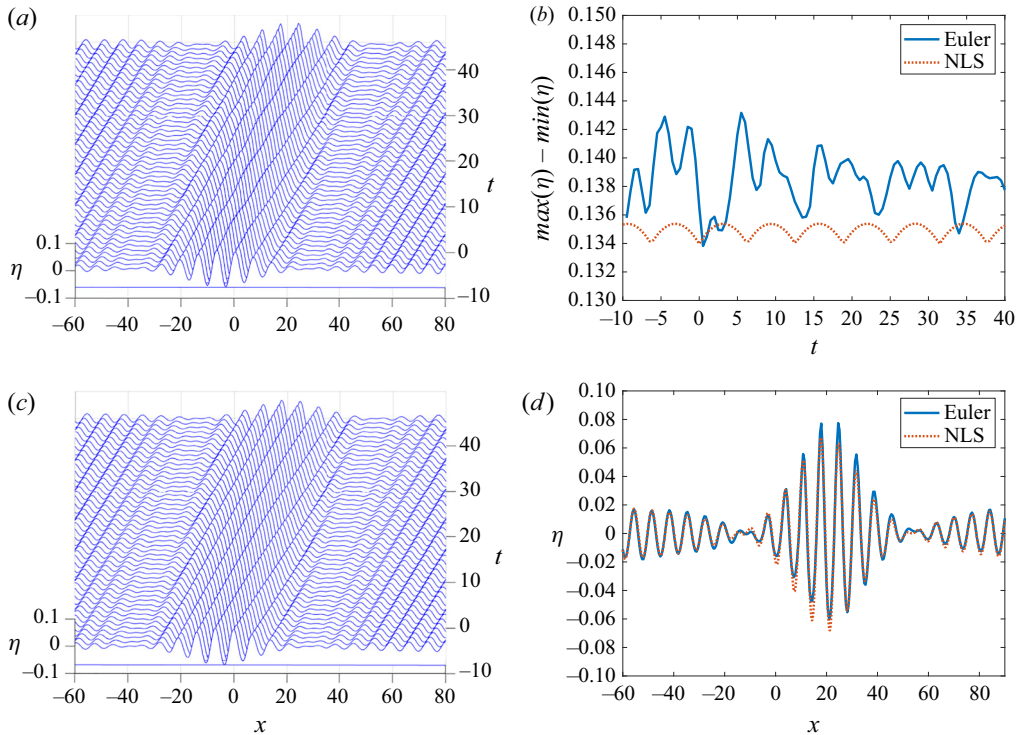 (a)
40
30
20
t
10
0
–10
0.1
η 0
–0.1
–60 –40 –20 0 20 40 60 80
(b)
0.150
0.148
0.146
0.144
0.142
0.140
0.138
0.136
0.134
0.132
0.130
max(η) – min(η)
Euler
NLS
–10 –5 0 5 10 15 20 25 30 35 40
t
(c)
40
30
t
20
10
0
–10
0.1
η 0
–0.1
–60 –40 –20 0 20 40 60 80
x
(d)
0.10
0.08
0.06
0.04
0.02
η 0
–0.02
–0.04
–0.06
–0.08
–0.10
Euler
NLS
–60 –40 –20 0 20 40 60 80
x